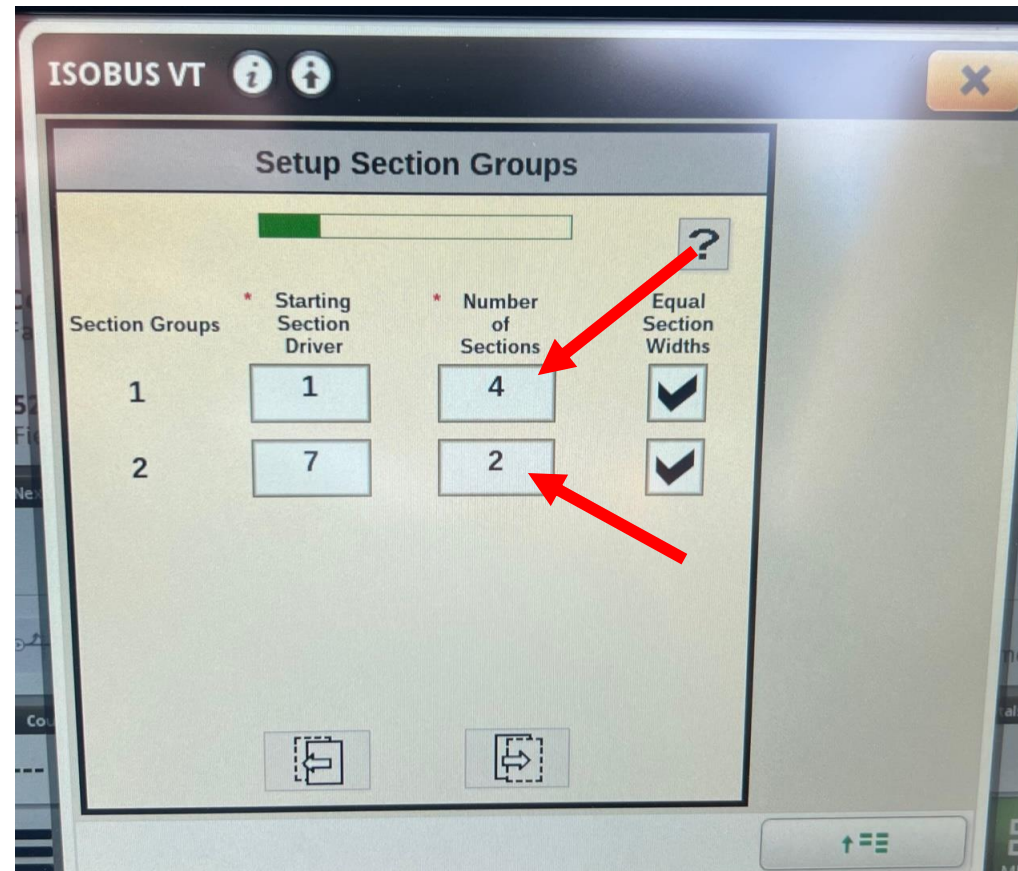 ISOBUS VT
Setup Section Groups
?
Section Groups
* Starting
Section
Driver
* Number
of
Sections
Equal
Section
Widths
1 1 4
2 7 2